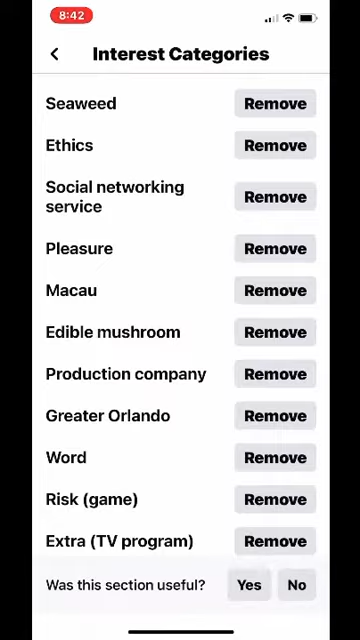 8:42
Interest Categories
Seaweed Remove
Ethics Remove
Social networking
service Remove
Pleasure Remove
Macau Remove
Edible mushroom Remove
Production company Remove
Greater Orlando Remove
Word Remove
Risk (game) Remove
Extra (TV program) Remove
Was this section useful? Yes No